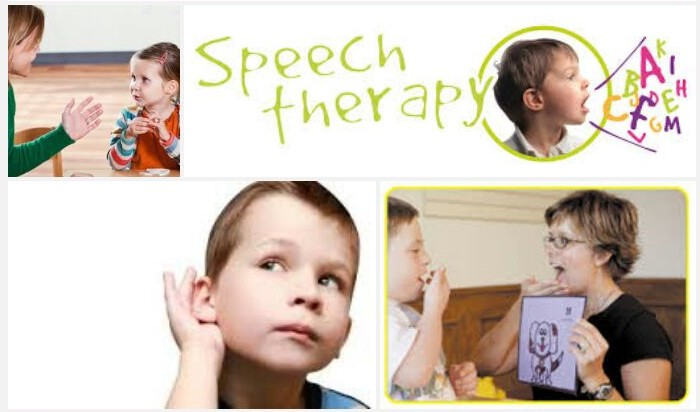 Speech
therapy
A K I
B H
C f D E
G M